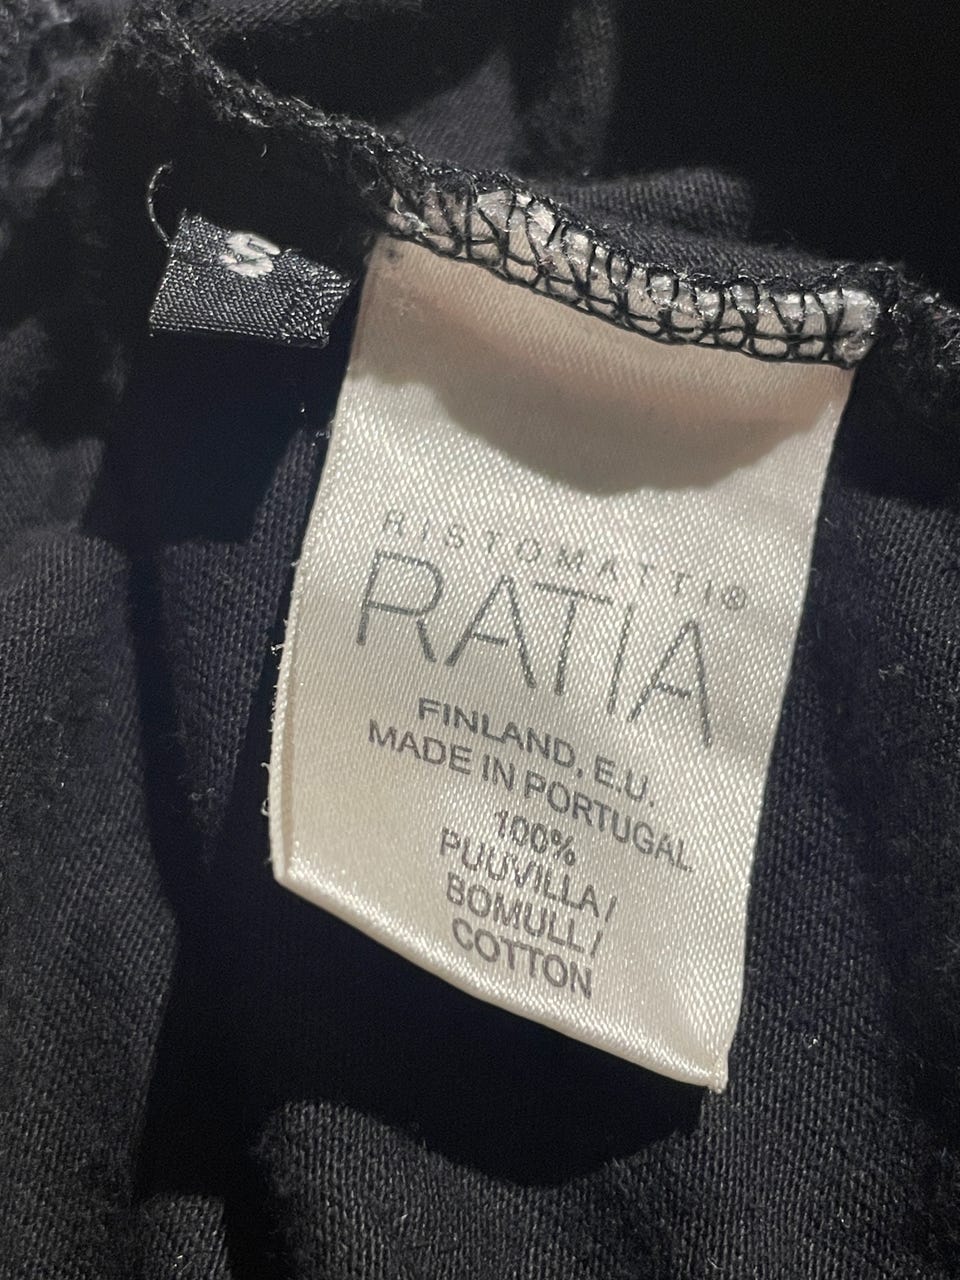 S
RISTOMATTI®
RATIA
FINLAND, E.U.
MADE IN PORTUGAL
100%
PUUVILLA/
BOMULL/
COTTON